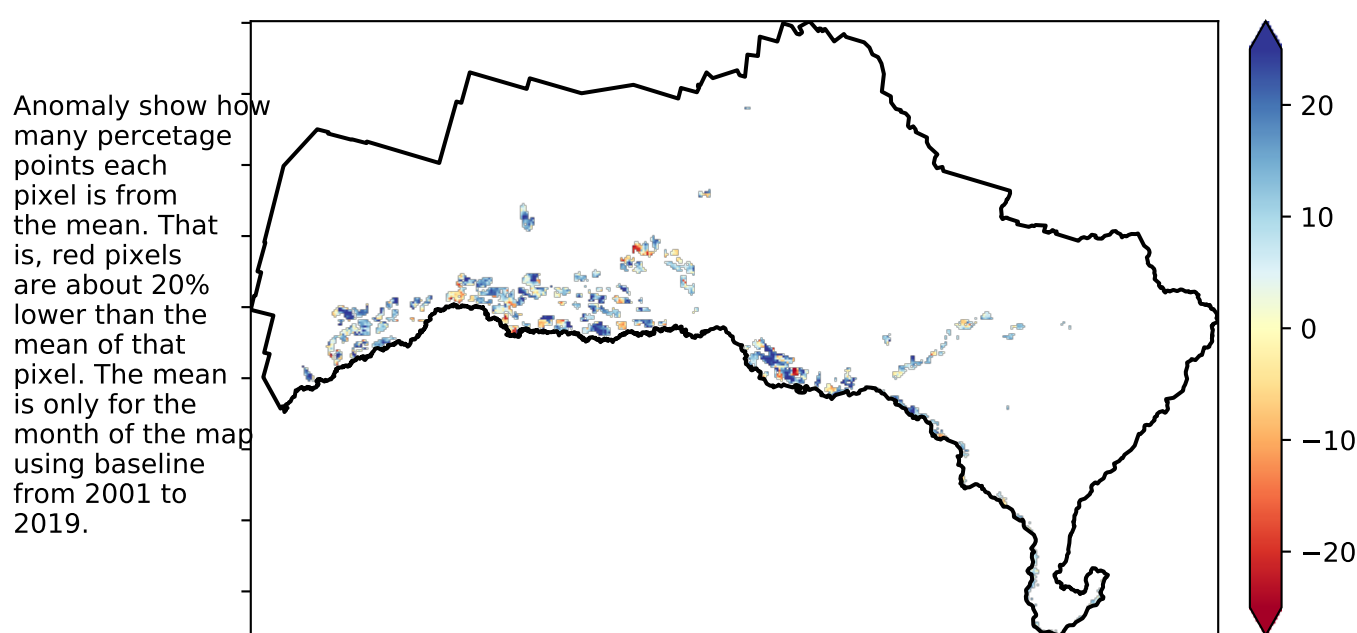 Anomaly show how
many percetage
points each
pixel is from
the mean. That
is, red pixels
are about 20%
lower than the
mean of that
pixel. The mean
is only for the
month of the map
using baseline
from 2001 to
2019.
20
10
0
−10
−20